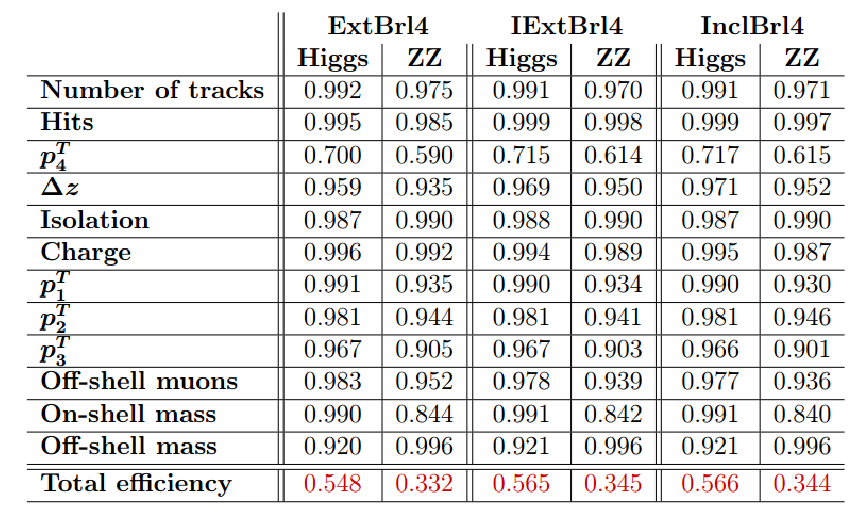 ExtBrl4 IExtBrl4 InclBrl4
Higgs ZZ Higgs ZZ Higgs ZZ
Number of tracks 0.992 0.975 0.991 0.970 0.991 0.971
Hits 0.995 0.985 0.999 0.998 0.999 0.997
p_4^T 0.700 0.590 0.715 0.614 0.717 0.615
Δz 0.959 0.935 0.969 0.950 0.971 0.952
Isolation 0.987 0.990 0.988 0.990 0.987 0.990
Charge 0.996 0.992 0.994 0.989 0.995 0.987
p_1^T 0.991 0.935 0.990 0.934 0.990 0.930
p_2^T 0.981 0.944 0.981 0.941 0.981 0.946
p_3^T 0.967 0.905 0.967 0.903 0.966 0.901
Off-shell muons 0.983 0.952 0.978 0.939 0.977 0.936
On-shell mass 0.990 0.844 0.991 0.842 0.991 0.840
Off-shell mass 0.920 0.996 0.921 0.996 0.921 0.996
Total efficiency 0.548 0.332 0.565 0.345 0.566 0.344